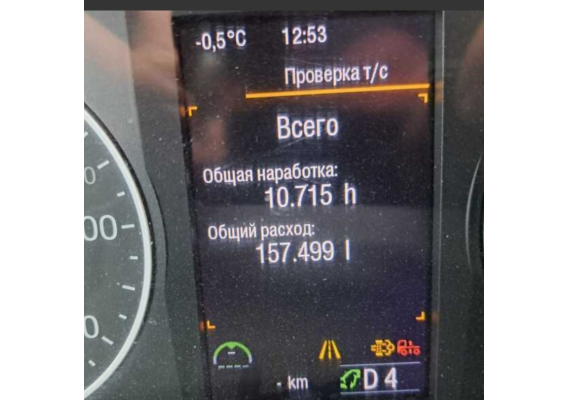 -0,5°C 12:53
Проверка т/с
Всего
Общая наработка:
10.715 h
Общий расход:
157.499 l
- km D 4